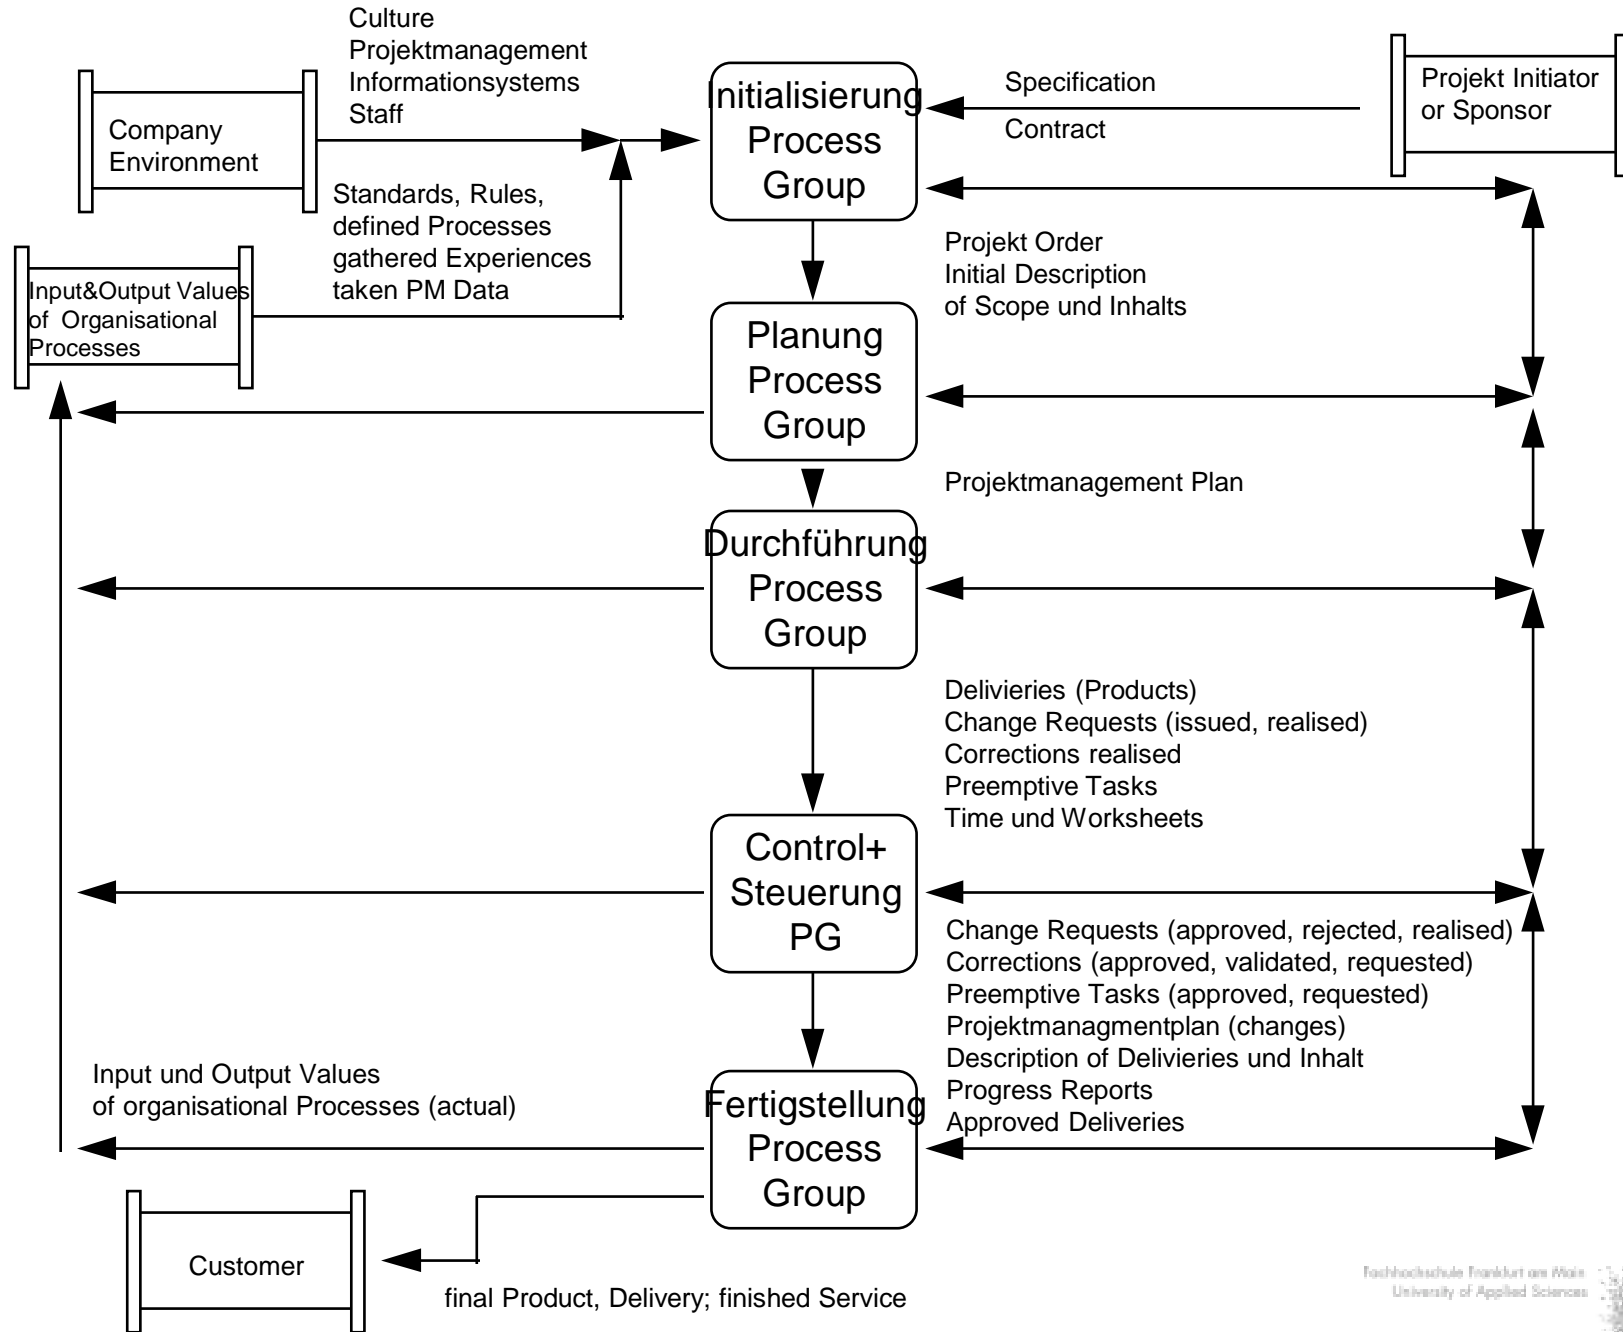 Culture
Projektmanagement
Informationsystems
Staff
Company
Environment
Initialisierung
Process
Group
Specification
Contract
Projekt Initiator
or Sponsor
Standards, Rules,
defined Processes
gathered Experiences
taken PM Data
Input&Output Values
of Organisational
Processes
Projekt Order
Initial Description
of Scope und Inhalts
Planung
Process
Group
Projektmanagement Plan
Durchführung
Process
Group
Delivieries (Products)
Change Requests (issued, realised)
Corrections realised
Preemptive Tasks
Time und Worksheets
Control+
Steuerung
PG
Change Requests (approved, rejected, realised)
Corrections (approved, validated, requested)
Preemptive Tasks (approved, requested)
Projektmanagmentplan (changes)
Description of Delivieries und Inhalt
Progress Reports
Approved Deliveries
Input und Output Values
of organisational Processes (actual)
Fertigstellung
Process
Group
Customer
final Product, Delivery; finished Service
Fachhochschule Frankfurt am Main
University of Applied Sciences